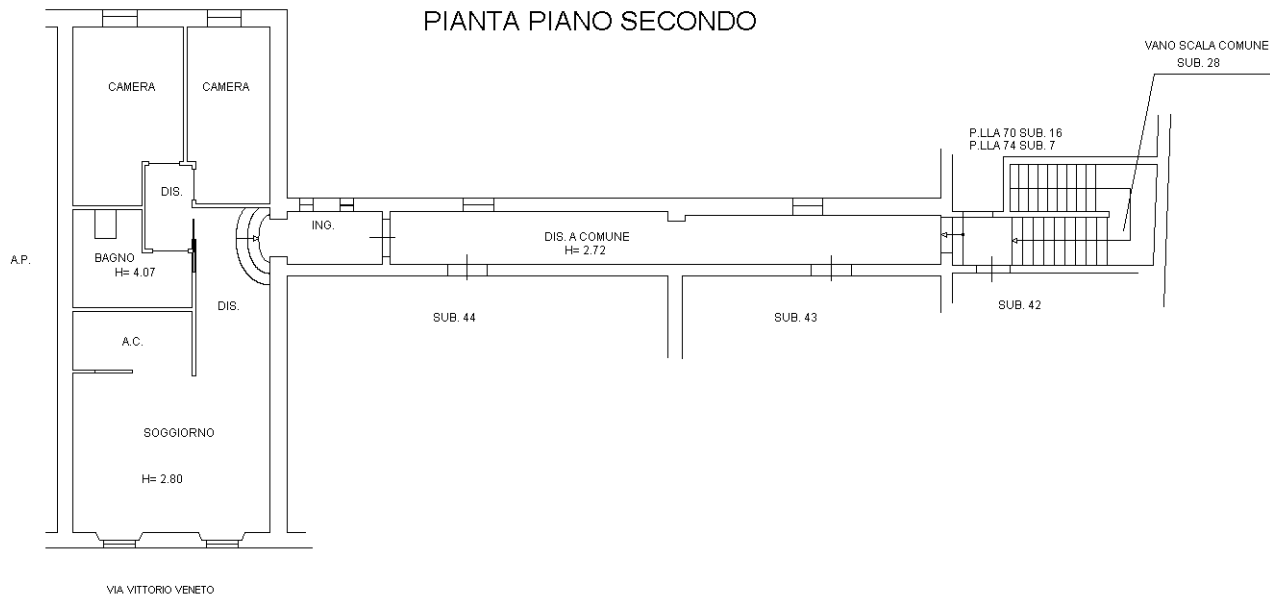 PIANTA PIANO SECONDO
VANO SCALA COMUNE
SUB. 28
CAMERA
CAMERA
P.LLA 70 SUB. 16
P.LLA 74 SUB. 7
DIS.
ING.
DIS. A COMUNE
H= 2.72
A.P.
BAGNO
H= 4.07
DIS.
SUB. 44
SUB. 43
SUB. 42
A.C.
SOGGIORNO
H= 2.80
VIA VITTORIO VENETO